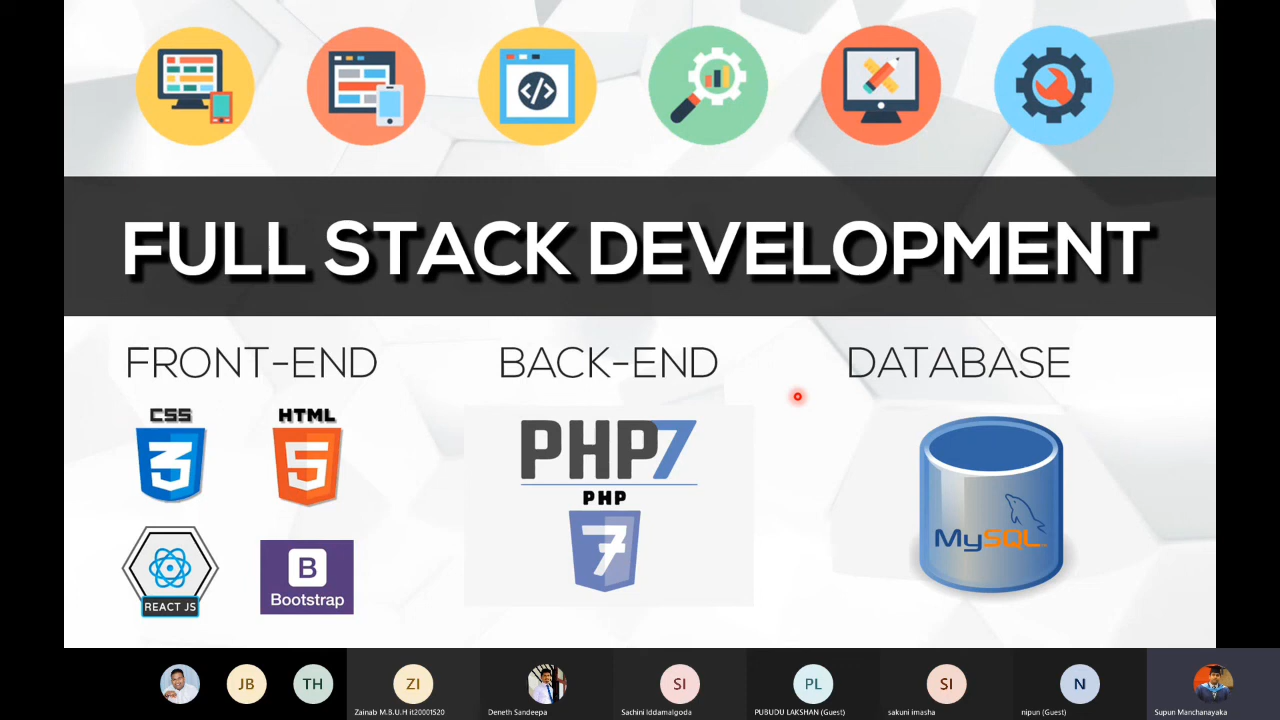 </>
FULL STACK DEVELOPMENT
FRONT-END
BACK-END
DATABASE
CSS
3
HTML
5
REACT JS
B
Bootstrap
PHP7
PHP
7
MySQL
JB
TH
ZI
SI
PL
SI
N
Zainab M.B.U.H it20001520
Deneth Sandeepa
Sachini Iddamalgoda
PUBUDU LAKSHAN (Guest)
sakuni imasha
nipun (Guest)
Supun Manchanayaka